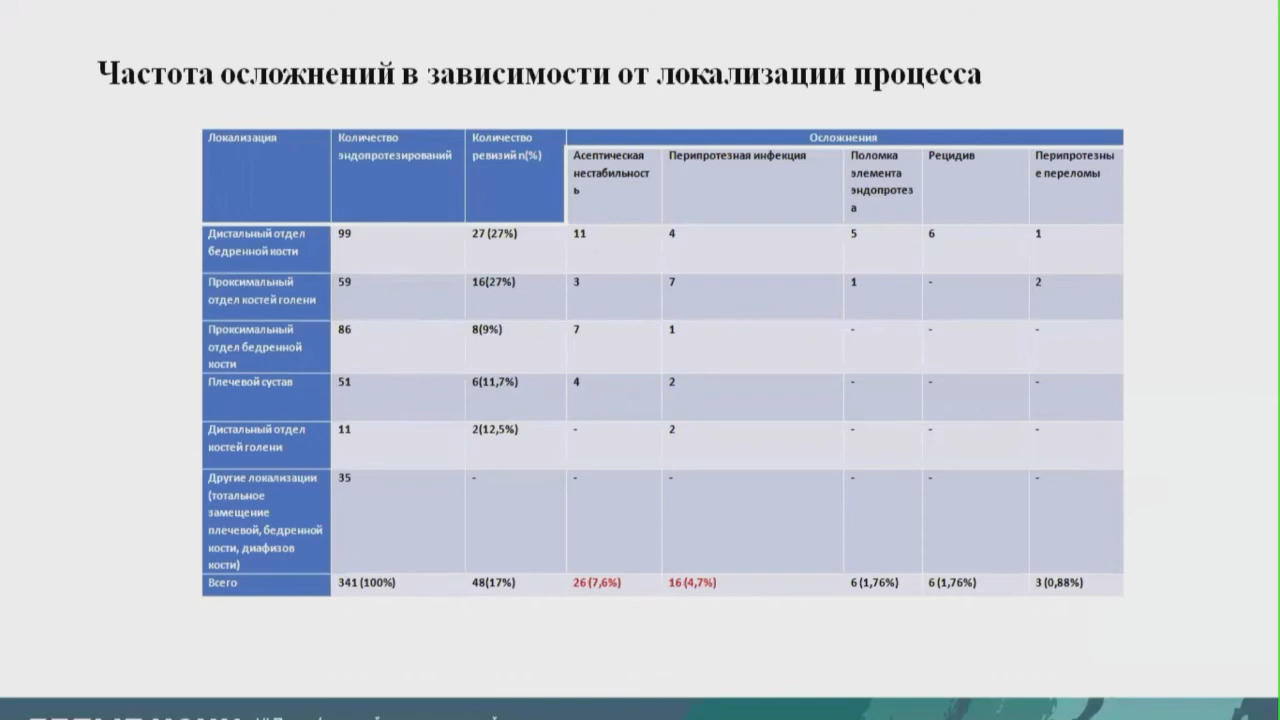 Частота осложнений в зависимости от локализации процесса
Локализация
Количество
эндопротезирований
Количество
ревизий n(%)
Осложнения
Асептическая
нестабильност
ь
Перипротезная инфекция
Поломка
элемента
эндопротез
а
Рецидив
Перипротезны
е переломы
Дистальный отдел
бедренной кости
99
27 (27%)
11
4
5
6
1
Проксимальный
отдел костей голени
59
16(27%)
3
7
1
-
2
Проксимальный
отдел бедренной
кости
86
8(9%)
7
1
-
-
-
Плечевой сустав
51
6(11,7%)
4
2
-
-
-
Дистальный отдел
костей голени
11
2(12,5%)
-
2
-
-
-
Другие локализации
(тотальное
замещение
плечевой, бедренной
кости, диафизов
кости)
35
-
-
-
-
-
-
Всего
341 (100%)
48(17%)
26 (7,6%)
16 (4,7%)
6 (1,76%)
6 (1,76%)
3 (0,88%)